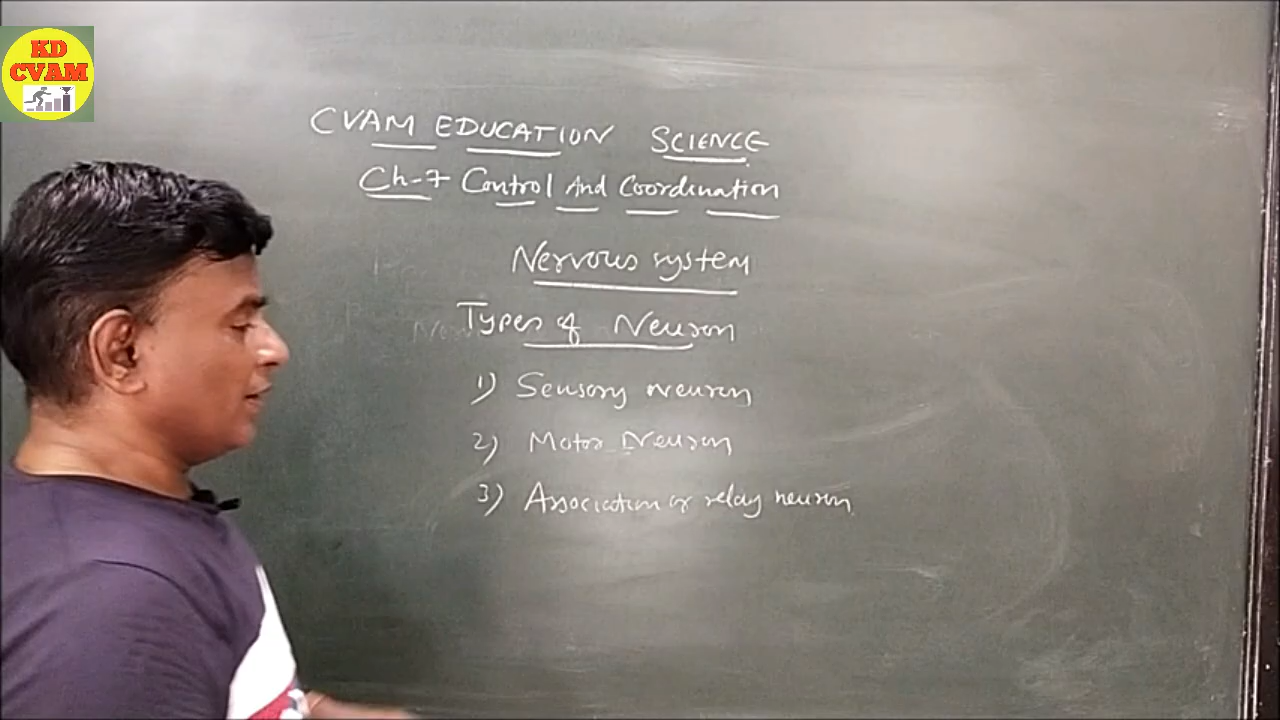 KD
CVAM
CVAM EDUCATION SCIENCE
Ch-7 Control And Coordination
Nervous system
Types of Neuron
1) Sensory Neuron
2) Motor Neuron
3) Association or relay neuron